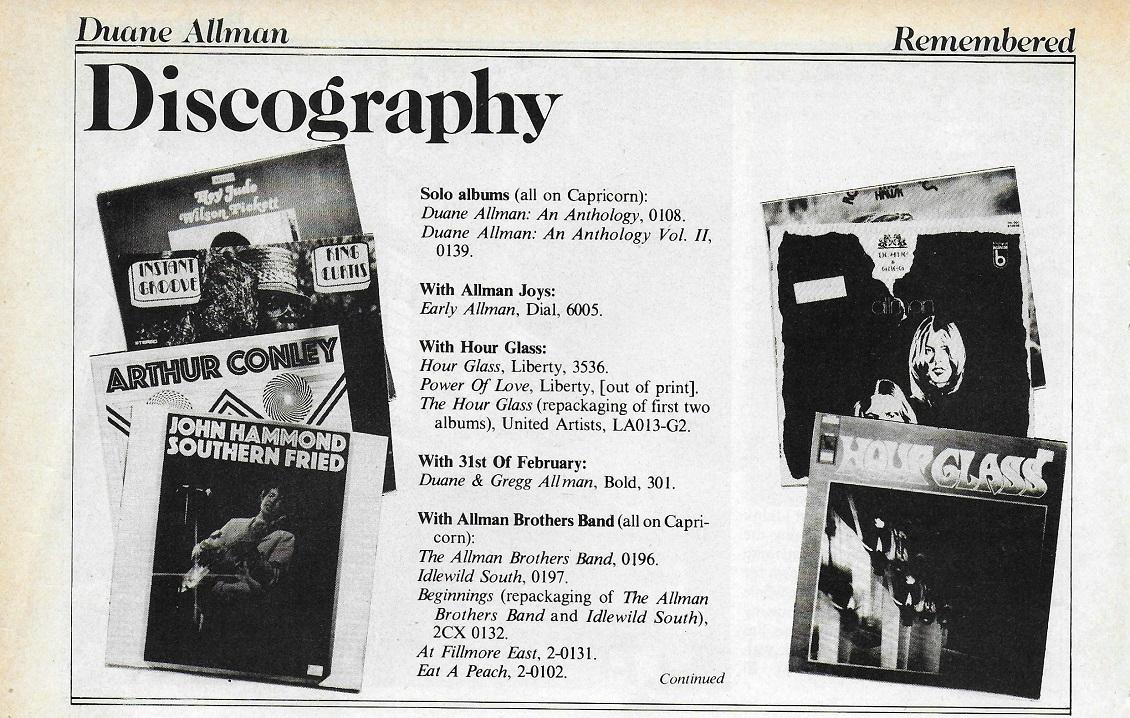 Duane Allman
Remembered
Discography
Hey Jude
Wilson Pickett
INSTANT
GROOVE
KING
CURTIS
STEREO
ARTHUR CONLEY
JOHN HAMMOND
SOUTHERN FRIED
Solo albums (all on Capricorn):
Duane Allman: An Anthology, 0108.
Duane Allman: An Anthology Vol. II,
0139.
With Allman Joys:
Early Allman, Dial, 6005.
With Hour Glass:
Hour Glass, Liberty, 3536.
Power Of Love, Liberty, [out of print].
The Hour Glass (repackaging of first two
albums), United Artists, LA013-G2.
With 31st Of February:
Duane & Gregg Allman, Bold, 301.
With Allman Brothers Band (all on Capri-
corn):
The Allman Brothers Band, 0196.
Idlewild South, 0197.
Beginnings (repackaging of The Allman
Brothers Band and Idlewild South),
2CX 0132.
At Fillmore East, 2-0131.
Eat A Peach, 2-0102.
Continued
DUANE
&
GREGG
allman
b
HOUR GLASS